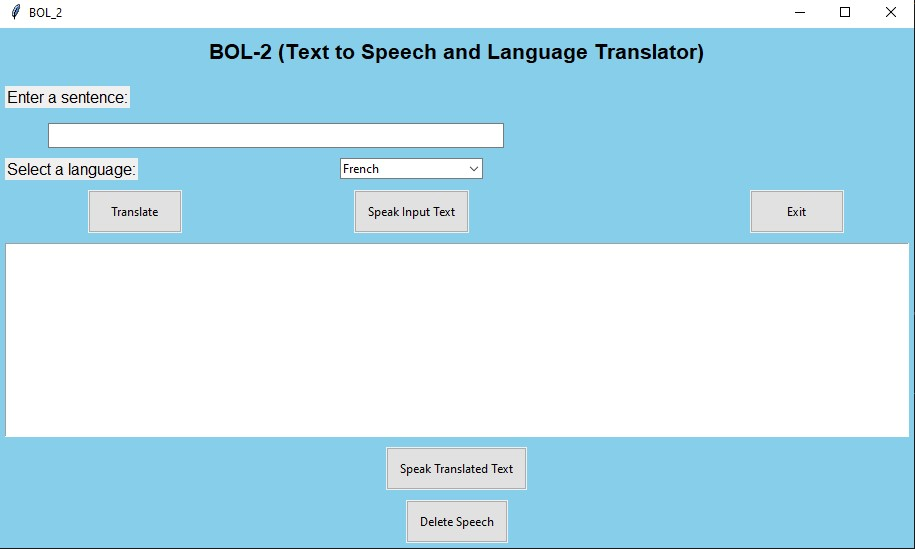 BOL_2
BOL-2 (Text to Speech and Language Translator)
Enter a sentence:
Select a language:
French
Translate
Speak Input Text
Exit
Speak Translated Text
Delete Speech